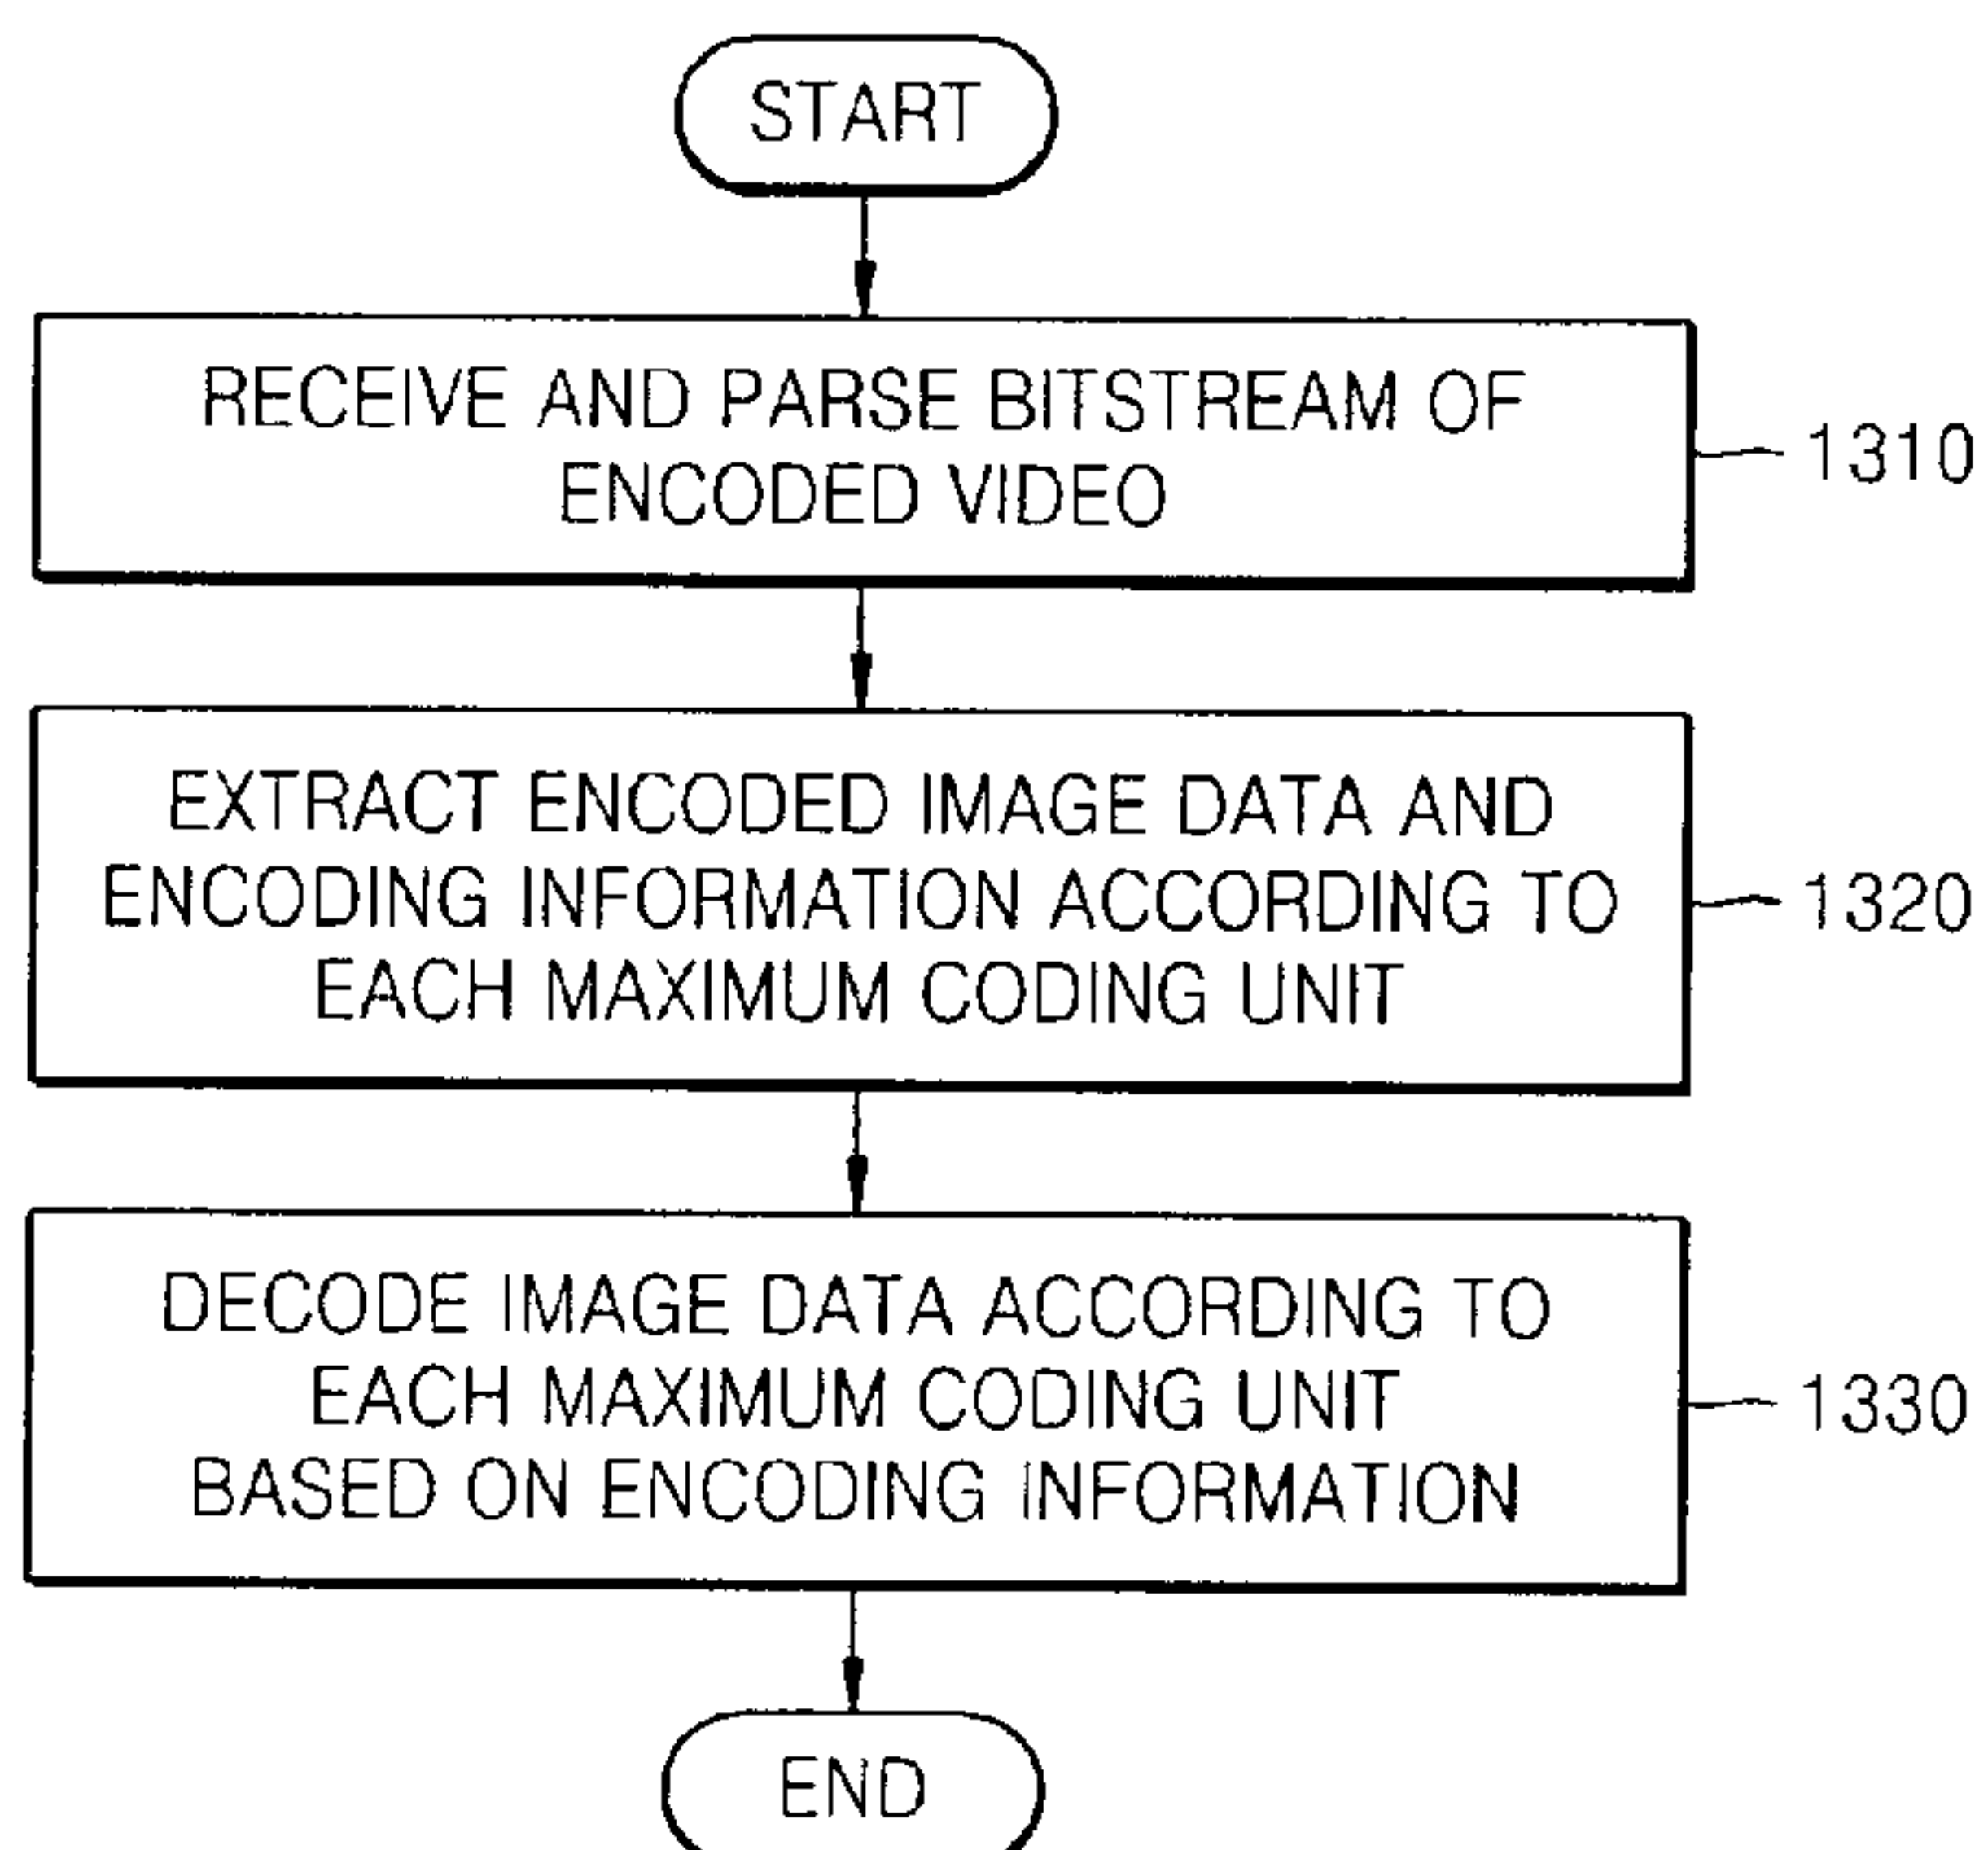 START
RECEIVE AND PARSE BITSTREAM OF
ENCODED VIDEO
1310
EXTRACT ENCODED IMAGE DATA AND
ENCODING INFORMATION ACCORDING TO
EACH MAXIMUM CODING UNIT
1320
DECODE IMAGE DATA ACCORDING TO
EACH MAXIMUM CODING UNIT
BASED ON ENCODING INFORMATION
1330
END